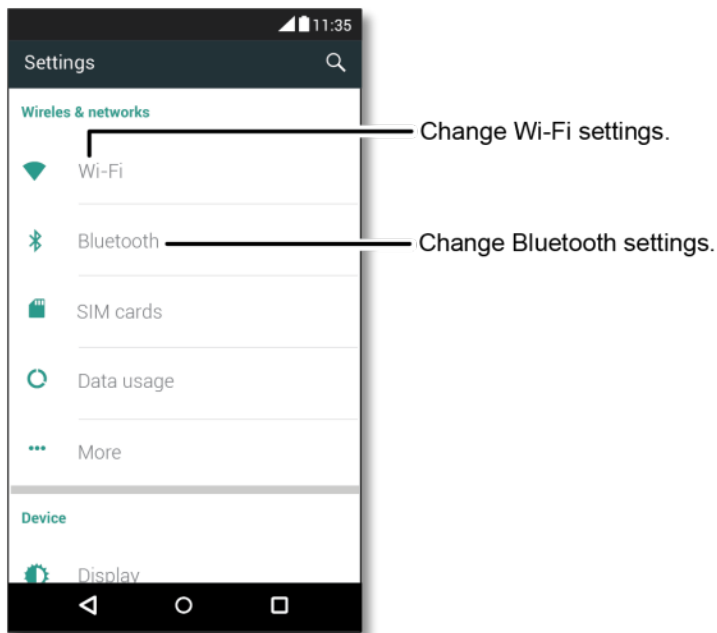 11:35
Settings
Wireles & networks
Change Wi-Fi settings.
Wi-Fi
Bluetooth
Change Bluetooth settings.
SIM cards
Data usage
More
Device
Display